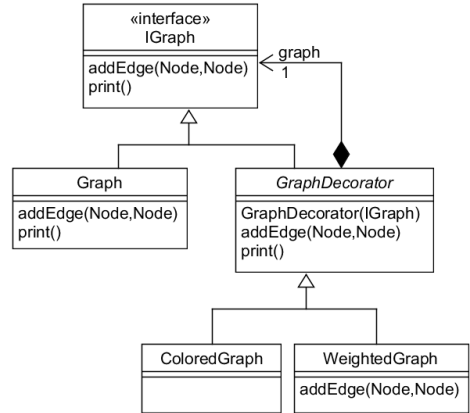 «interface»
IGraph
addEdge(Node,Node)
print()
graph
1
Graph
addEdge(Node,Node)
print()
GraphDecorator
GraphDecorator(IGraph)
addEdge(Node,Node)
print()
ColoredGraph
WeightedGraph
addEdge(Node,Node)